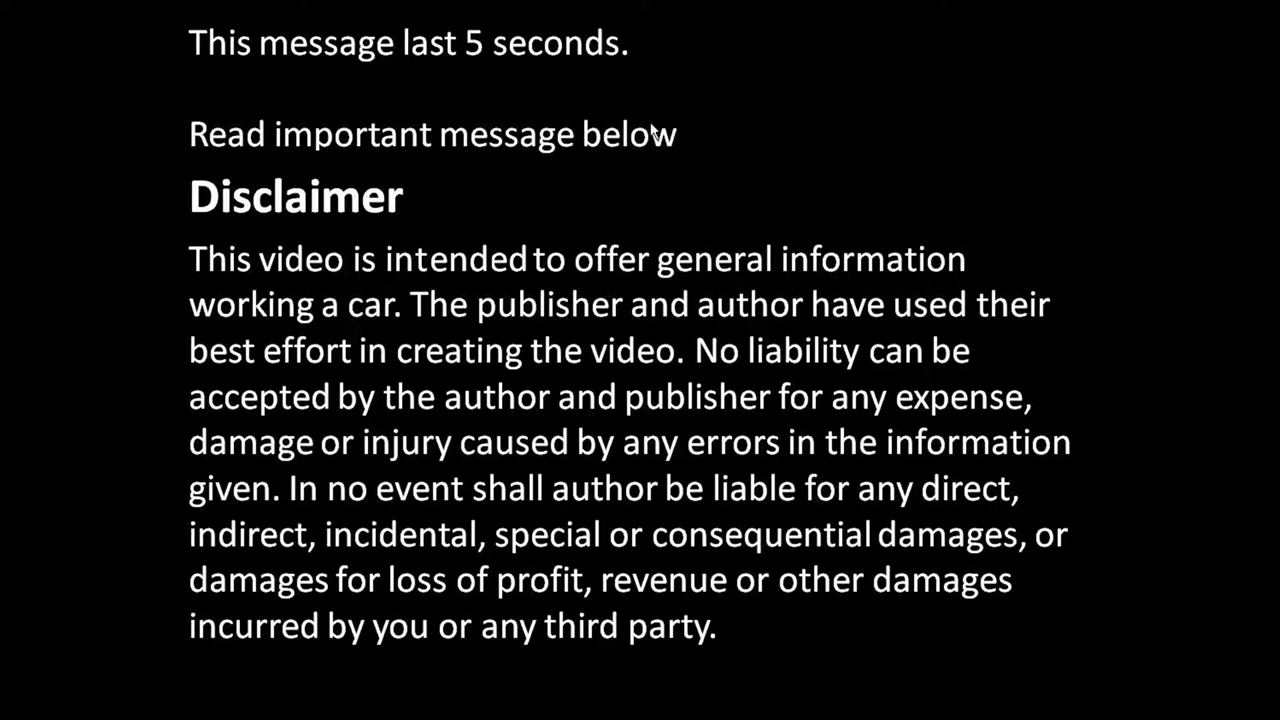 This message last 5 seconds.
Read important message below
Disclaimer
This video is intended to offer general information
working a car. The publisher and author have used their
best effort in creating the video. No liability can be
accepted by the author and publisher for any expense,
damage or injury caused by any errors in the information
given. In no event shall author be liable for any direct,
indirect, incidental, special or consequential damages, or
damages for loss of profit, revenue or other damages
incurred by you or any third party.